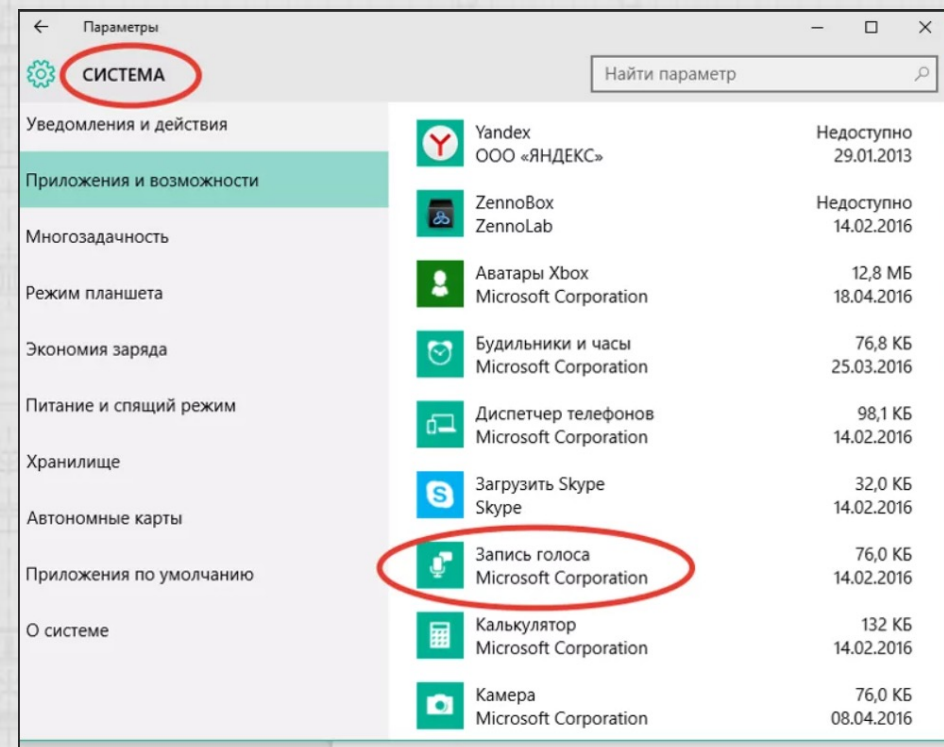 Параметры
СИСТЕМА
Найти параметр
Уведомления и действия
Приложения и возможности
Многозадачность
Режим планшета
Экономия заряда
Питание и спящий режим
Хранилище
Автономные карты
Приложения по умолчанию
О системе
Yandex Недоступно
ООО «ЯНДЕКС» 29.01.2013
ZennoBox Недоступно
ZennoLab 14.02.2016
Аватары Xbox 12,8 МБ
Microsoft Corporation 18.04.2016
Будильники и часы 76,8 КБ
Microsoft Corporation 25.03.2016
Диспетчер телефонов 98,1 КБ
Microsoft Corporation 14.02.2016
Загрузить Skype 32,0 КБ
Skype 14.02.2016
Запись голоса 76,0 КБ
Microsoft Corporation 14.02.2016
Калькулятор 132 КБ
Microsoft Corporation 14.02.2016
Камера 76,0 КБ
Microsoft Corporation 08.04.2016